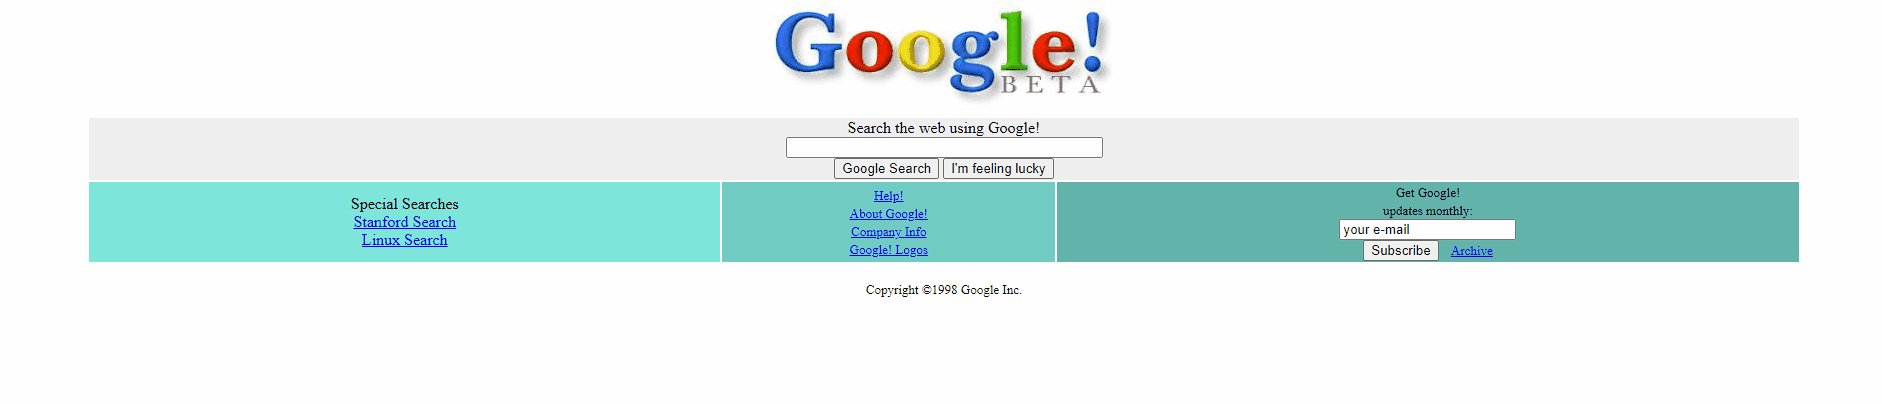 Google!
BETA
Search the web using Google!
Google Search I'm feeling lucky
Special Searches
Stanford Search
Linux Search
Help!
About Google!
Company Info
Google! Logos
Get Google!
updates monthly:
your e-mail
Subscribe Archive
Copyright ©1998 Google Inc.